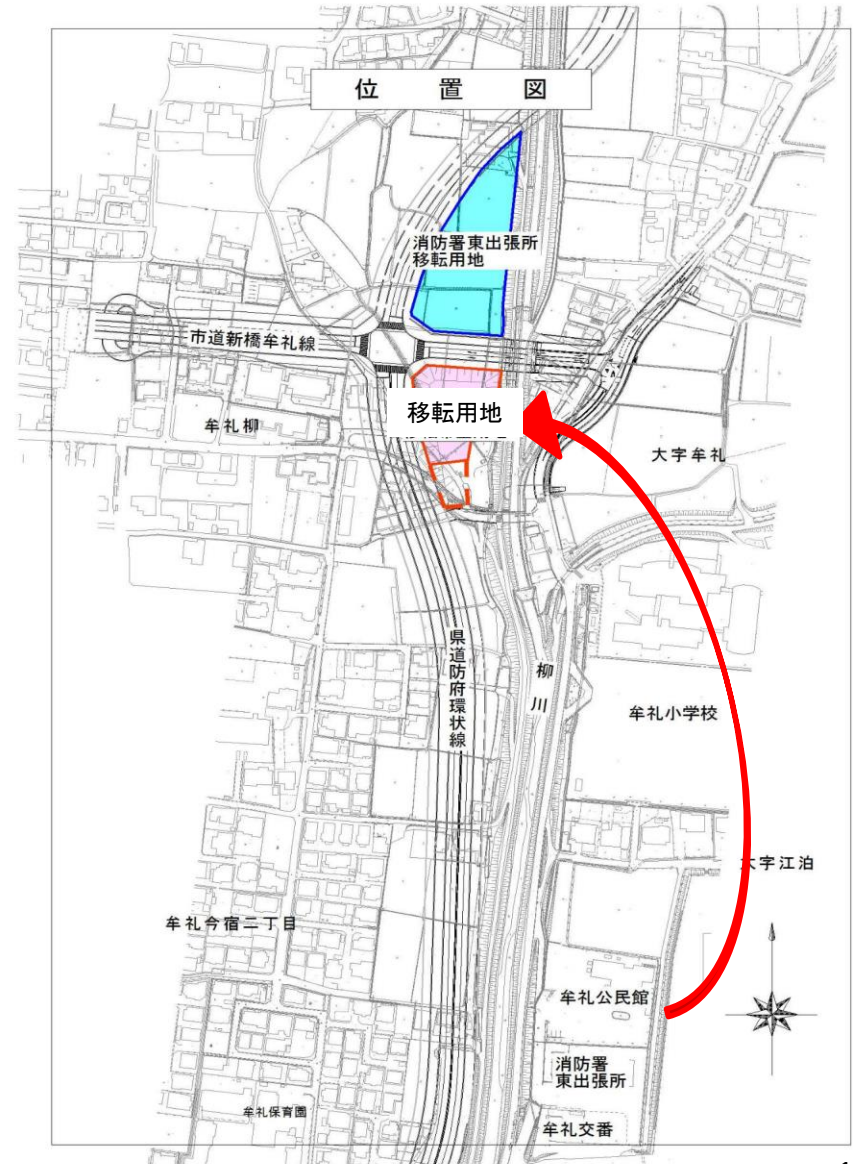 位置図
消防署東出張所
移転用地
市道新橋牟礼線
移転用地
牟礼柳
大字牟礼
県道防府環状線
柳川
牟礼小学校
大字江泊
牟礼今宿二丁目
牟礼公民館
消防署
東出張所
牟礼保育園
牟礼交番